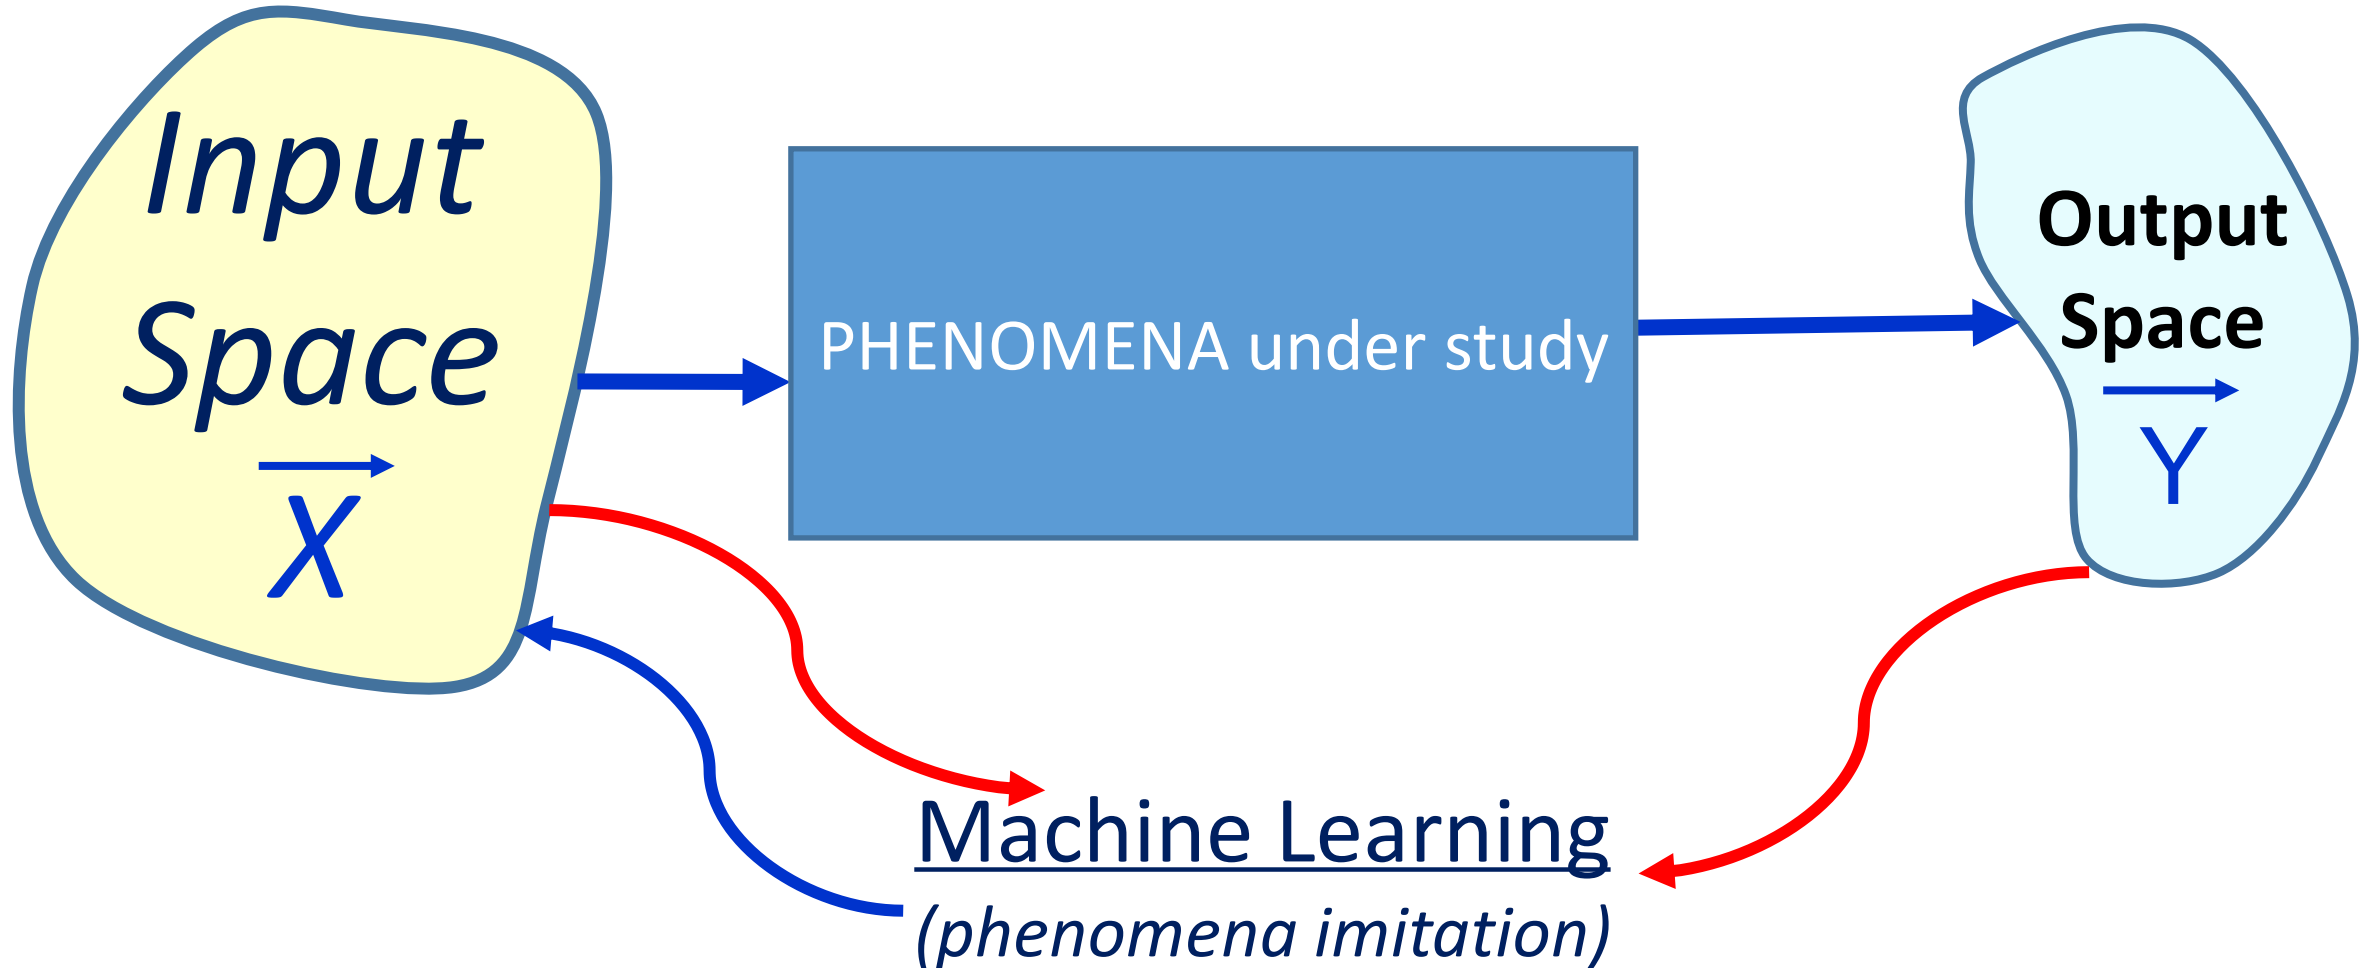 Input
Space
X
PHENOMENA under study
Output
Space
Y
Machine Learning
(phenomena imitation)